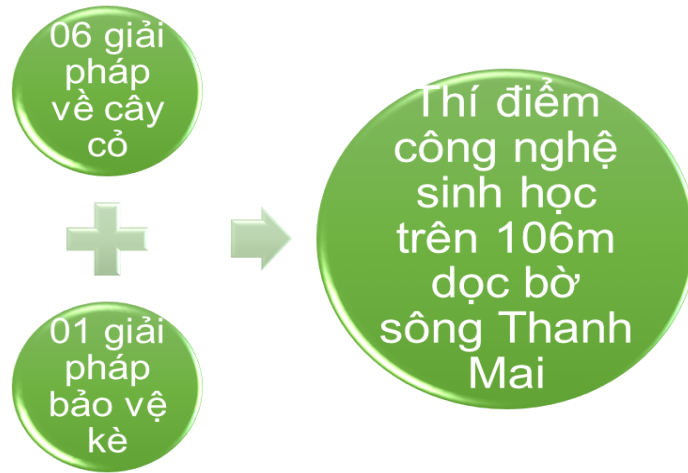 06 giải
pháp
về cây
cỏ
01 giải
pháp
bảo vệ
kè
Thí điểm
công nghệ
sinh học
trên 106m
dọc bờ
sông Thanh
Mai